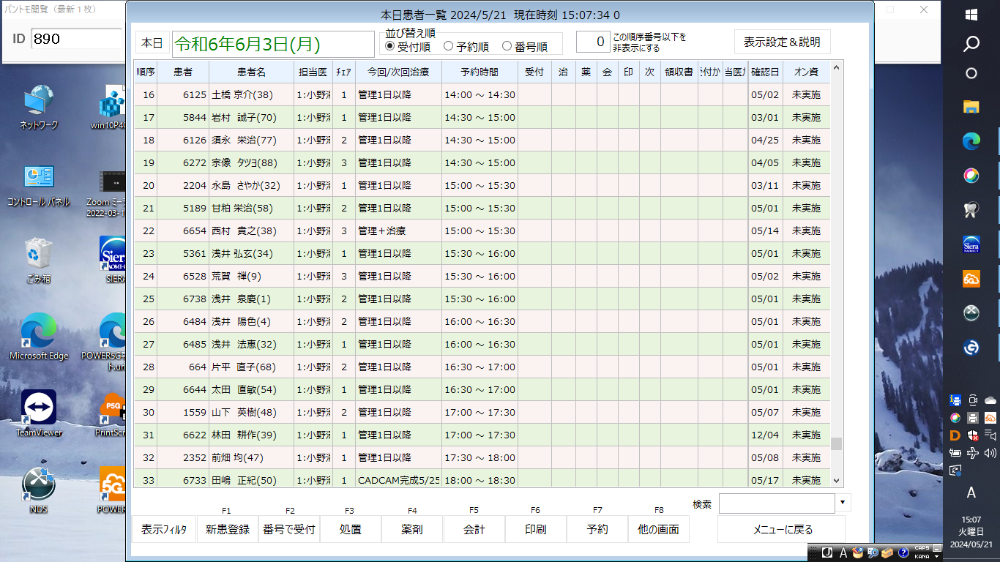 パントモ閲覧（最新１枚）
ID 890
本日患者一覧 2024/5/21 現在時刻 15:07:34 0
本日 令和6年6月3日(月)
並び替え順
受付順 予約順 番号順
0 この順序番号以下を
非表示にする
表示設定＆説明
順序 患者 患者名 担当医 ﾁｪｱ 今回/次回治療 予約時間 受付 治 薬 会 印 次 領収書 受付か 当医が 確認日 オン資
16 6125 土橋 京介(38) 1:小野 1 管理1日以降 14:00 ～ 14:30 05/02 未実施
17 5844 岩村 誠子(70) 1:小野 1 管理1日以降 14:30 ～ 15:00 03/01 未実施
18 6126 須永 栄治(77) 1:小野 2 管理1日以降 14:30 ～ 15:00 04/25 未実施
19 6272 宗像 タツヨ(88) 1:小野 3 管理1日以降 14:30 ～ 15:00 04/05 未実施
20 2204 永島 さやか(32) 1:小野 1 管理1日以降 15:00 ～ 15:30 03/11 未実施
21 5189 甘粕 栄治(58) 1:小野 2 管理1日以降 15:00 ～ 15:30 05/01 未実施
22 6654 西村 貴之(38) 1:小野 3 管理＋治療 15:00 ～ 15:30 05/14 未実施
23 5361 浅井 弘玄(34) 1:小野 1 管理1日以降 15:30 ～ 16:00 05/01 未実施
24 6528 荒賀 禅(9) 1:小野 3 管理1日以降 15:30 ～ 16:00 05/02 未実施
25 6738 浅井 泉慶(1) 1:小野 2 管理1日以降 15:30 ～ 16:00 05/01 未実施
26 6484 浅井 陽色(4) 1:小野 2 管理1日以降 16:00 ～ 16:30 05/01 未実施
27 6485 浅井 法恵(32) 1:小野 1 管理1日以降 16:00 ～ 16:30 05/01 未実施
28 664 片平 直子(68) 1:小野 2 管理1日以降 16:30 ～ 17:00 05/01 未実施
29 6644 太田 直敏(54) 1:小野 1 管理1日以降 16:30 ～ 17:00 05/01 未実施
30 1559 山下 英樹(48) 1:小野 2 管理1日以降 17:00 ～ 17:30 05/07 未実施
31 6622 林田 耕作(39) 1:小野 1 管理1日以降 17:00 ～ 17:30 12/04 未実施
32 2352 前畑 均(47) 1:小野 1 管理1日以降 17:30 ～ 18:00 05/08 未実施
33 6733 田嶋 正紀(50) 1:小野 1 CADCAM完成5/25 18:00 ～ 18:30 05/17 未実施
検索
F1 F2 F3 F4 F5 F6 F7 F8
表示ﾌｨﾙﾀ 新患登録 番号で受付 処置 薬剤 会計 印刷 予約 他の画面 メニューに戻る
ネットワーク
win10P4
コントロール パネル
Zoom ミーテ
2022-03-1
ごみ箱
Siera
SIERA
Microsoft Edge
POWER5G
ト.url
TeamViewer
P5G
PrintScr
NDS
5G
POWER
Siera
5G
A
15:07
火曜日
2024/05/21
A
CAPS
KANA